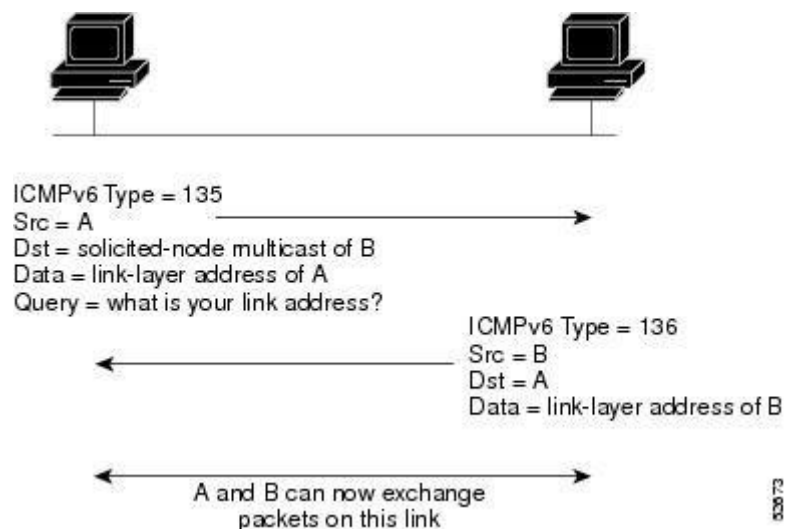 ICMPv6 Type = 135
Src = A
Dst = solicited-node multicast of B
Data = link-layer address of A
Query = what is your link address?
ICMPv6 Type = 136
Src = B
Dst = A
Data = link-layer address of B
A and B can now exchange
packets on this link